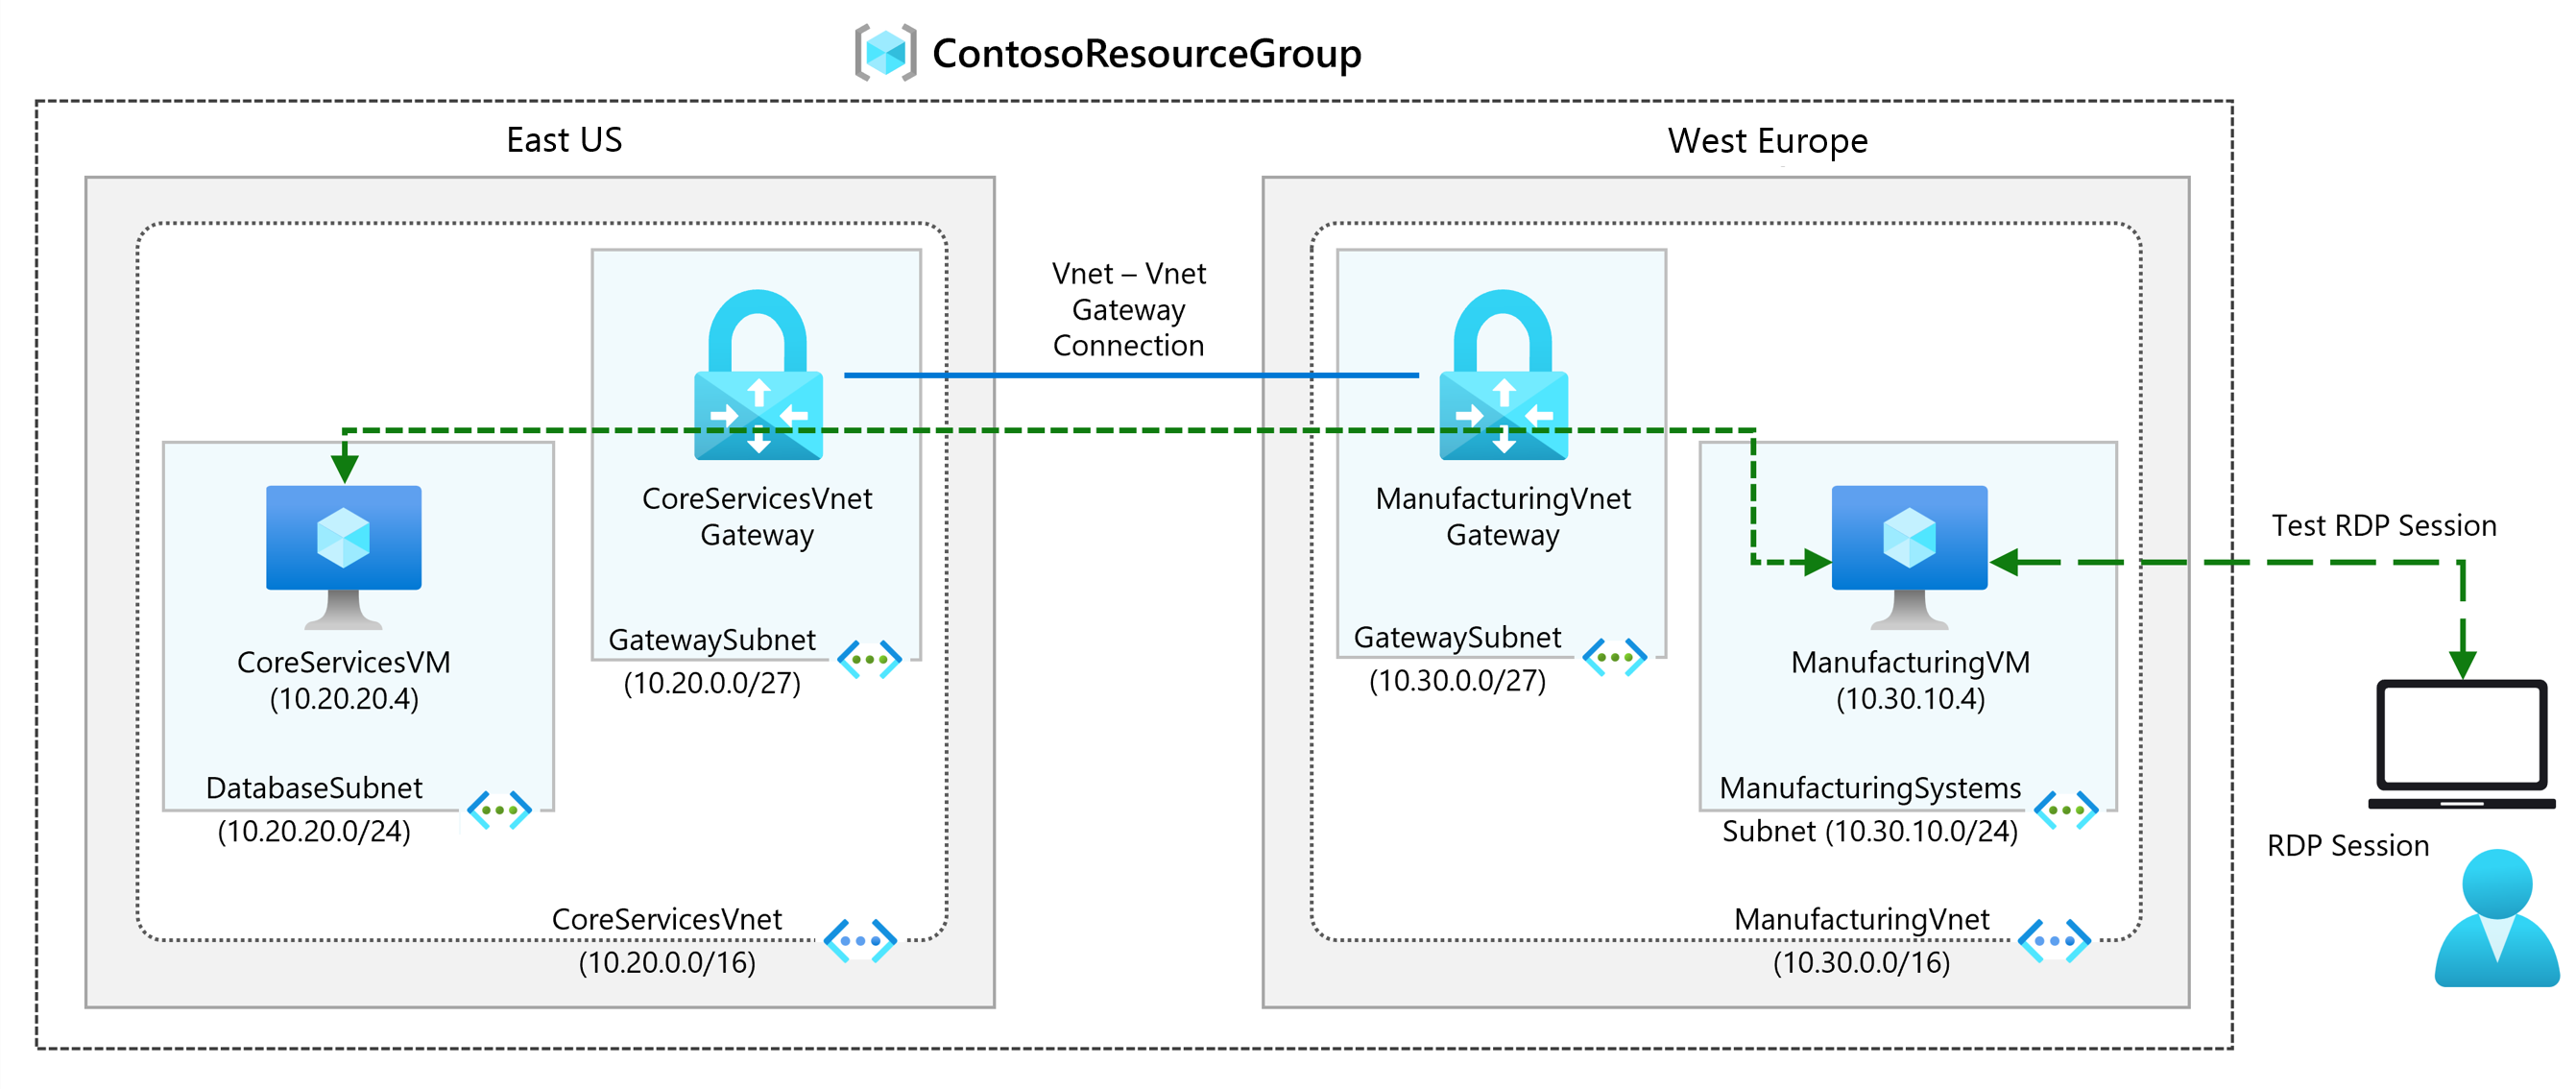 ContosoResourceGroup
East US
West Europe
Vnet – Vnet
Gateway
Connection
CoreServicesVnet
Gateway
GatewaySubnet
(10.20.0.0/27)
CoreServicesVM
(10.20.20.4)
DatabaseSubnet
(10.20.20.0/24)
CoreServicesVnet
(10.20.0.0/16)
ManufacturingVnet
Gateway
GatewaySubnet
(10.30.0.0/27)
ManufacturingVM
(10.30.10.4)
ManufacturingSystems
Subnet (10.30.10.0/24)
ManufacturingVnet
(10.30.0.0/16)
Test RDP Session
RDP Session